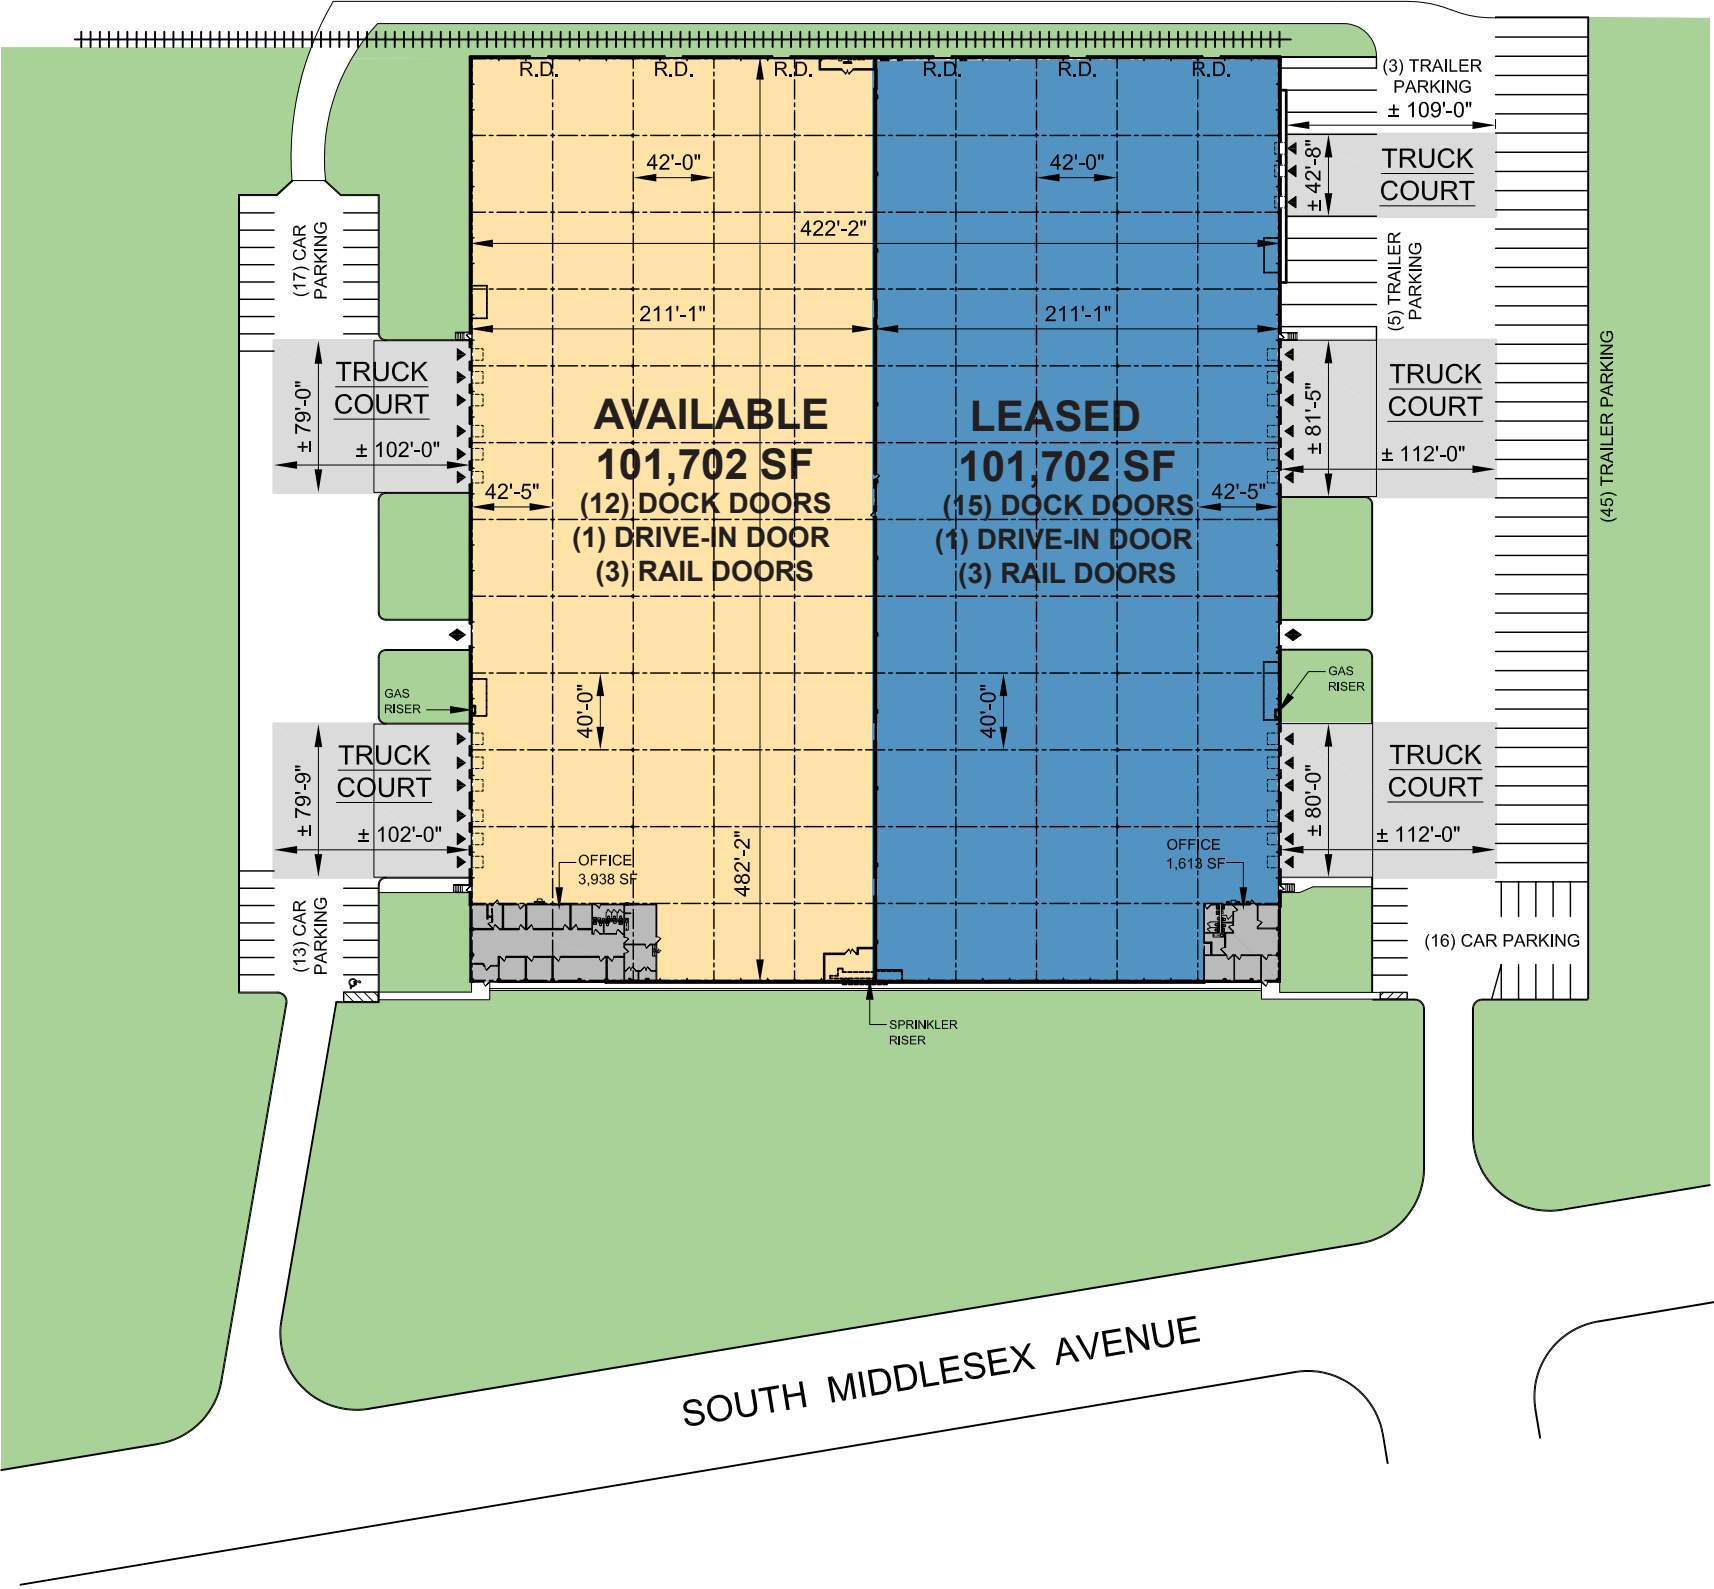 R.D.
R.D.
R.D.
R.D.
R.D.
R.D.
(3) TRAILER
PARKING
± 109'-0"
42'-0"
42'-0"
± 42'-8"
TRUCK
COURT
422'-2"
(17) CAR
PARKING
(5) TRAILER
PARKING
211'-1"
211'-1"
TRUCK
COURT
± 79'-0"
± 102'-0"
AVAILABLE
101,702 SF
(12) DOCK DOORS
(1) DRIVE-IN DOOR
(3) RAIL DOORS
42'-5"
LEASED
101,702 SF
(15) DOCK DOORS
(1) DRIVE-IN DOOR
(3) RAIL DOORS
42'-5"
TRUCK
COURT
± 81'-5"
± 112'-0"
(45) TRAILER PARKING
GAS
RISER
GAS
RISER
40'-0"
40'-0"
TRUCK
COURT
± 79'-9"
± 102'-0"
TRUCK
COURT
± 80'-0"
± 112'-0"
482'-2"
OFFICE
3,938 SF
OFFICE
1,613 SF
(13) CAR
PARKING
(16) CAR PARKING
SPRINKLER
RISER
SOUTH MIDDLESEX AVENUE